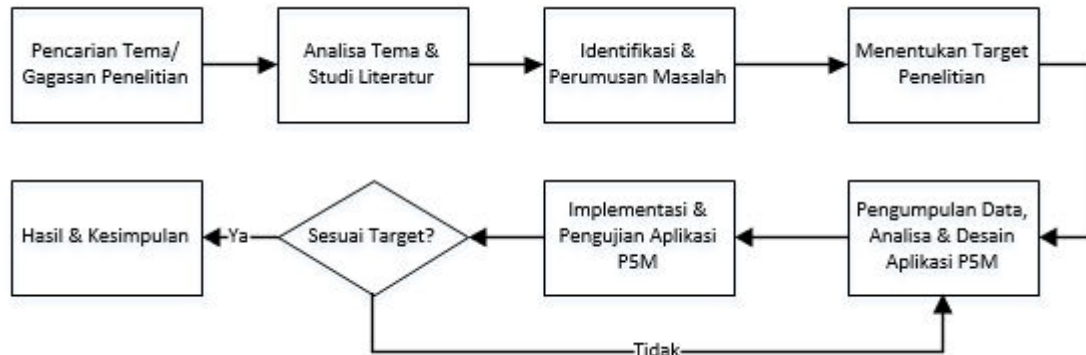 Pencarian Tema/
Gagasan Penelitian
Analisa Tema &
Studi Literatur
Identifikasi &
Perumusan Masalah
Menentukan Target
Penelitian
Pengumpulan Data,
Analisa & Desain
Aplikasi P5M
Implementasi &
Pengujian Aplikasi
P5M
Sesuai Target?
Ya
Hasil & Kesimpulan
Tidak